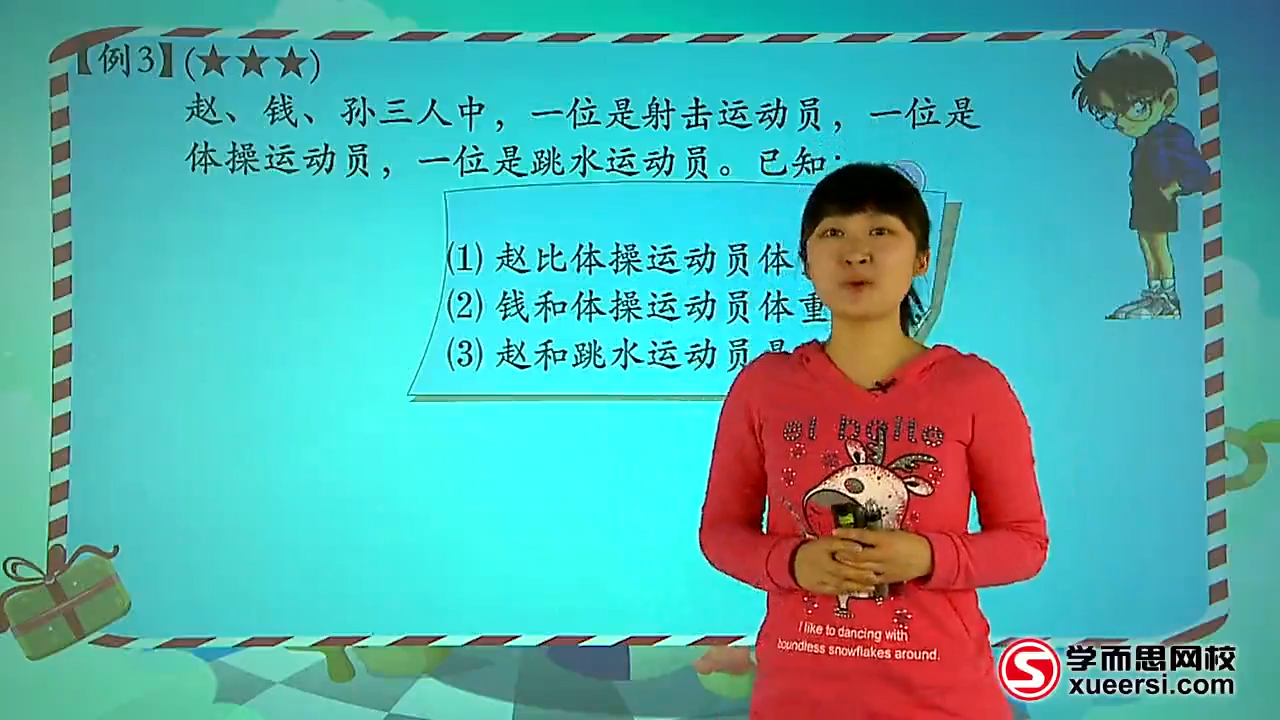 【例3】(★★★)
赵、钱、孙三人中，一位是射击运动员，一位是
体操运动员，一位是跳水运动员。已知：
(1) 赵比体操运动员体
(2) 钱和体操运动员体重
(3) 赵和跳水运动员
el hello
I like to dancing with
boundless snowflakes around.
学而思网校
xueersi.com